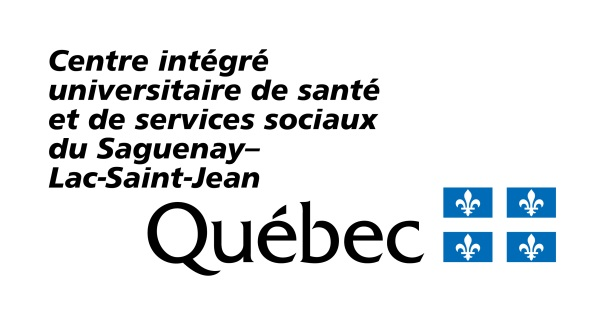 Centre intégré
universitaire de santé
et de services sociaux
du Saguenay–
Lac-Saint-Jean
Québec